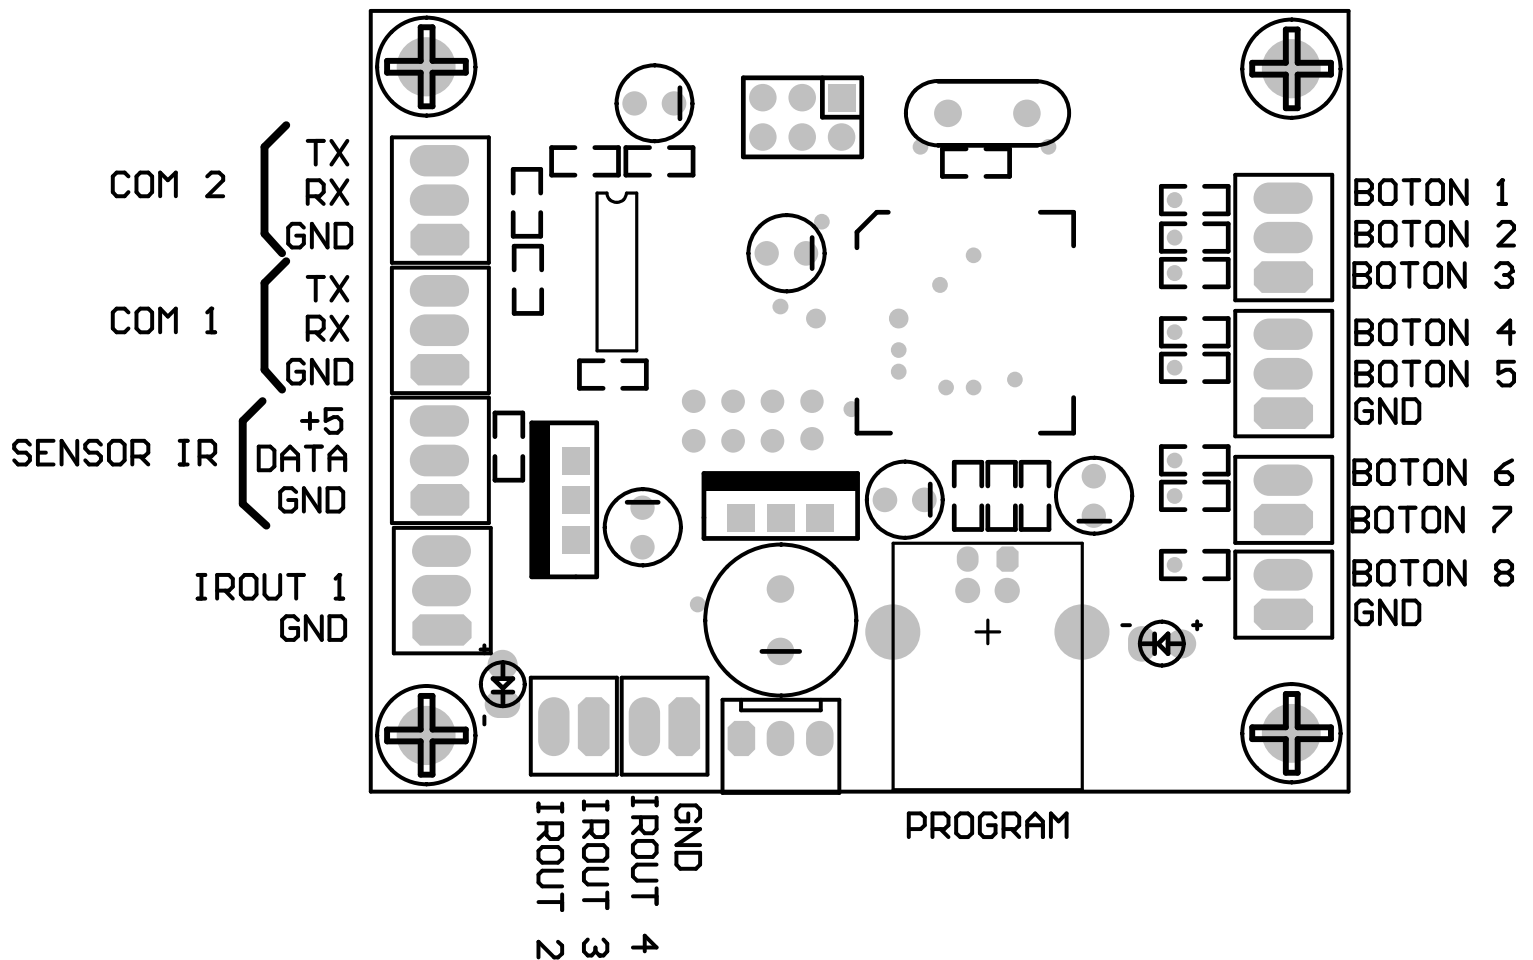 COM 2
TX
RX
GND
COM 1
TX
RX
GND
SENSOR IR
+5
DATA
GND
IROUT 1
GND
+
-
IROUT 2
IROUT 3
IROUT 4
GND
PROGRAM
BOTON 1
BOTON 2
BOTON 3
BOTON 4
BOTON 5
GND
BOTON 6
BOTON 7
BOTON 8
GND
- +